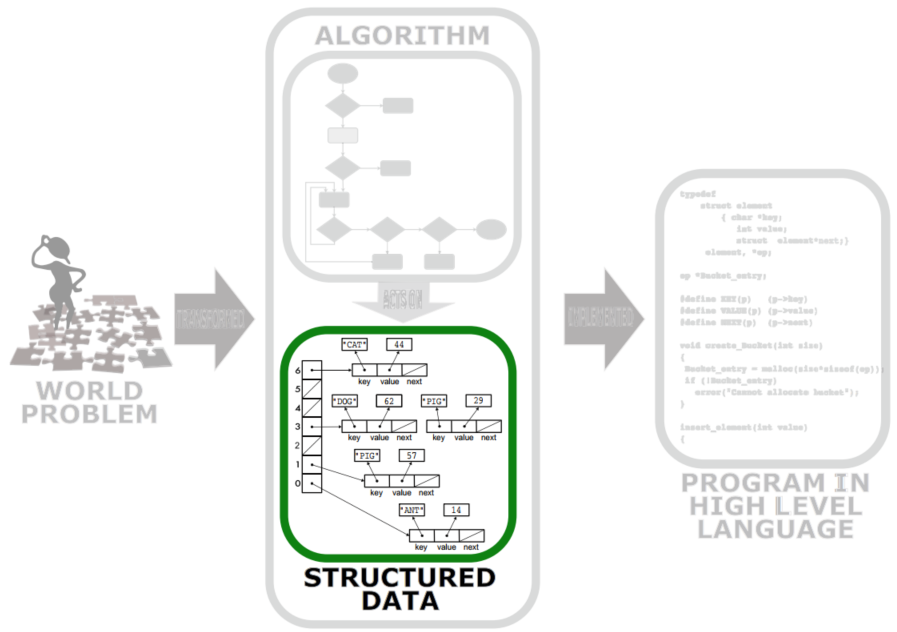 ALGORITHM
WORLD
PROBLEM
TRANSFORMED
ACTS ON
"CAT" 44
6
key value next
5
"DOG" 62 "PIG" 29
4
3
key value next key value next
2
"PIG" 57
1
0
key value next
"ANT" 14
key value next
STRUCTURED
DATA
IMPLEMENTED
typedef
struct element
{ char *key;
int value;
struct element*next;}
element, *ep;
ep *Bucket_entry;
#define KEY(p) (p->key)
#define VALUE(p) (p->value)
#define NEXT(p) (p->next)
void create_Bucket(int size)
{
Bucket_entry = malloc(size*sizeof(ep));
if (!Bucket_entry)
error("Cannot allocate bucket");
}
insert_element(int value)
{
PROGRAM IN
HIGH LEVEL
LANGUAGE